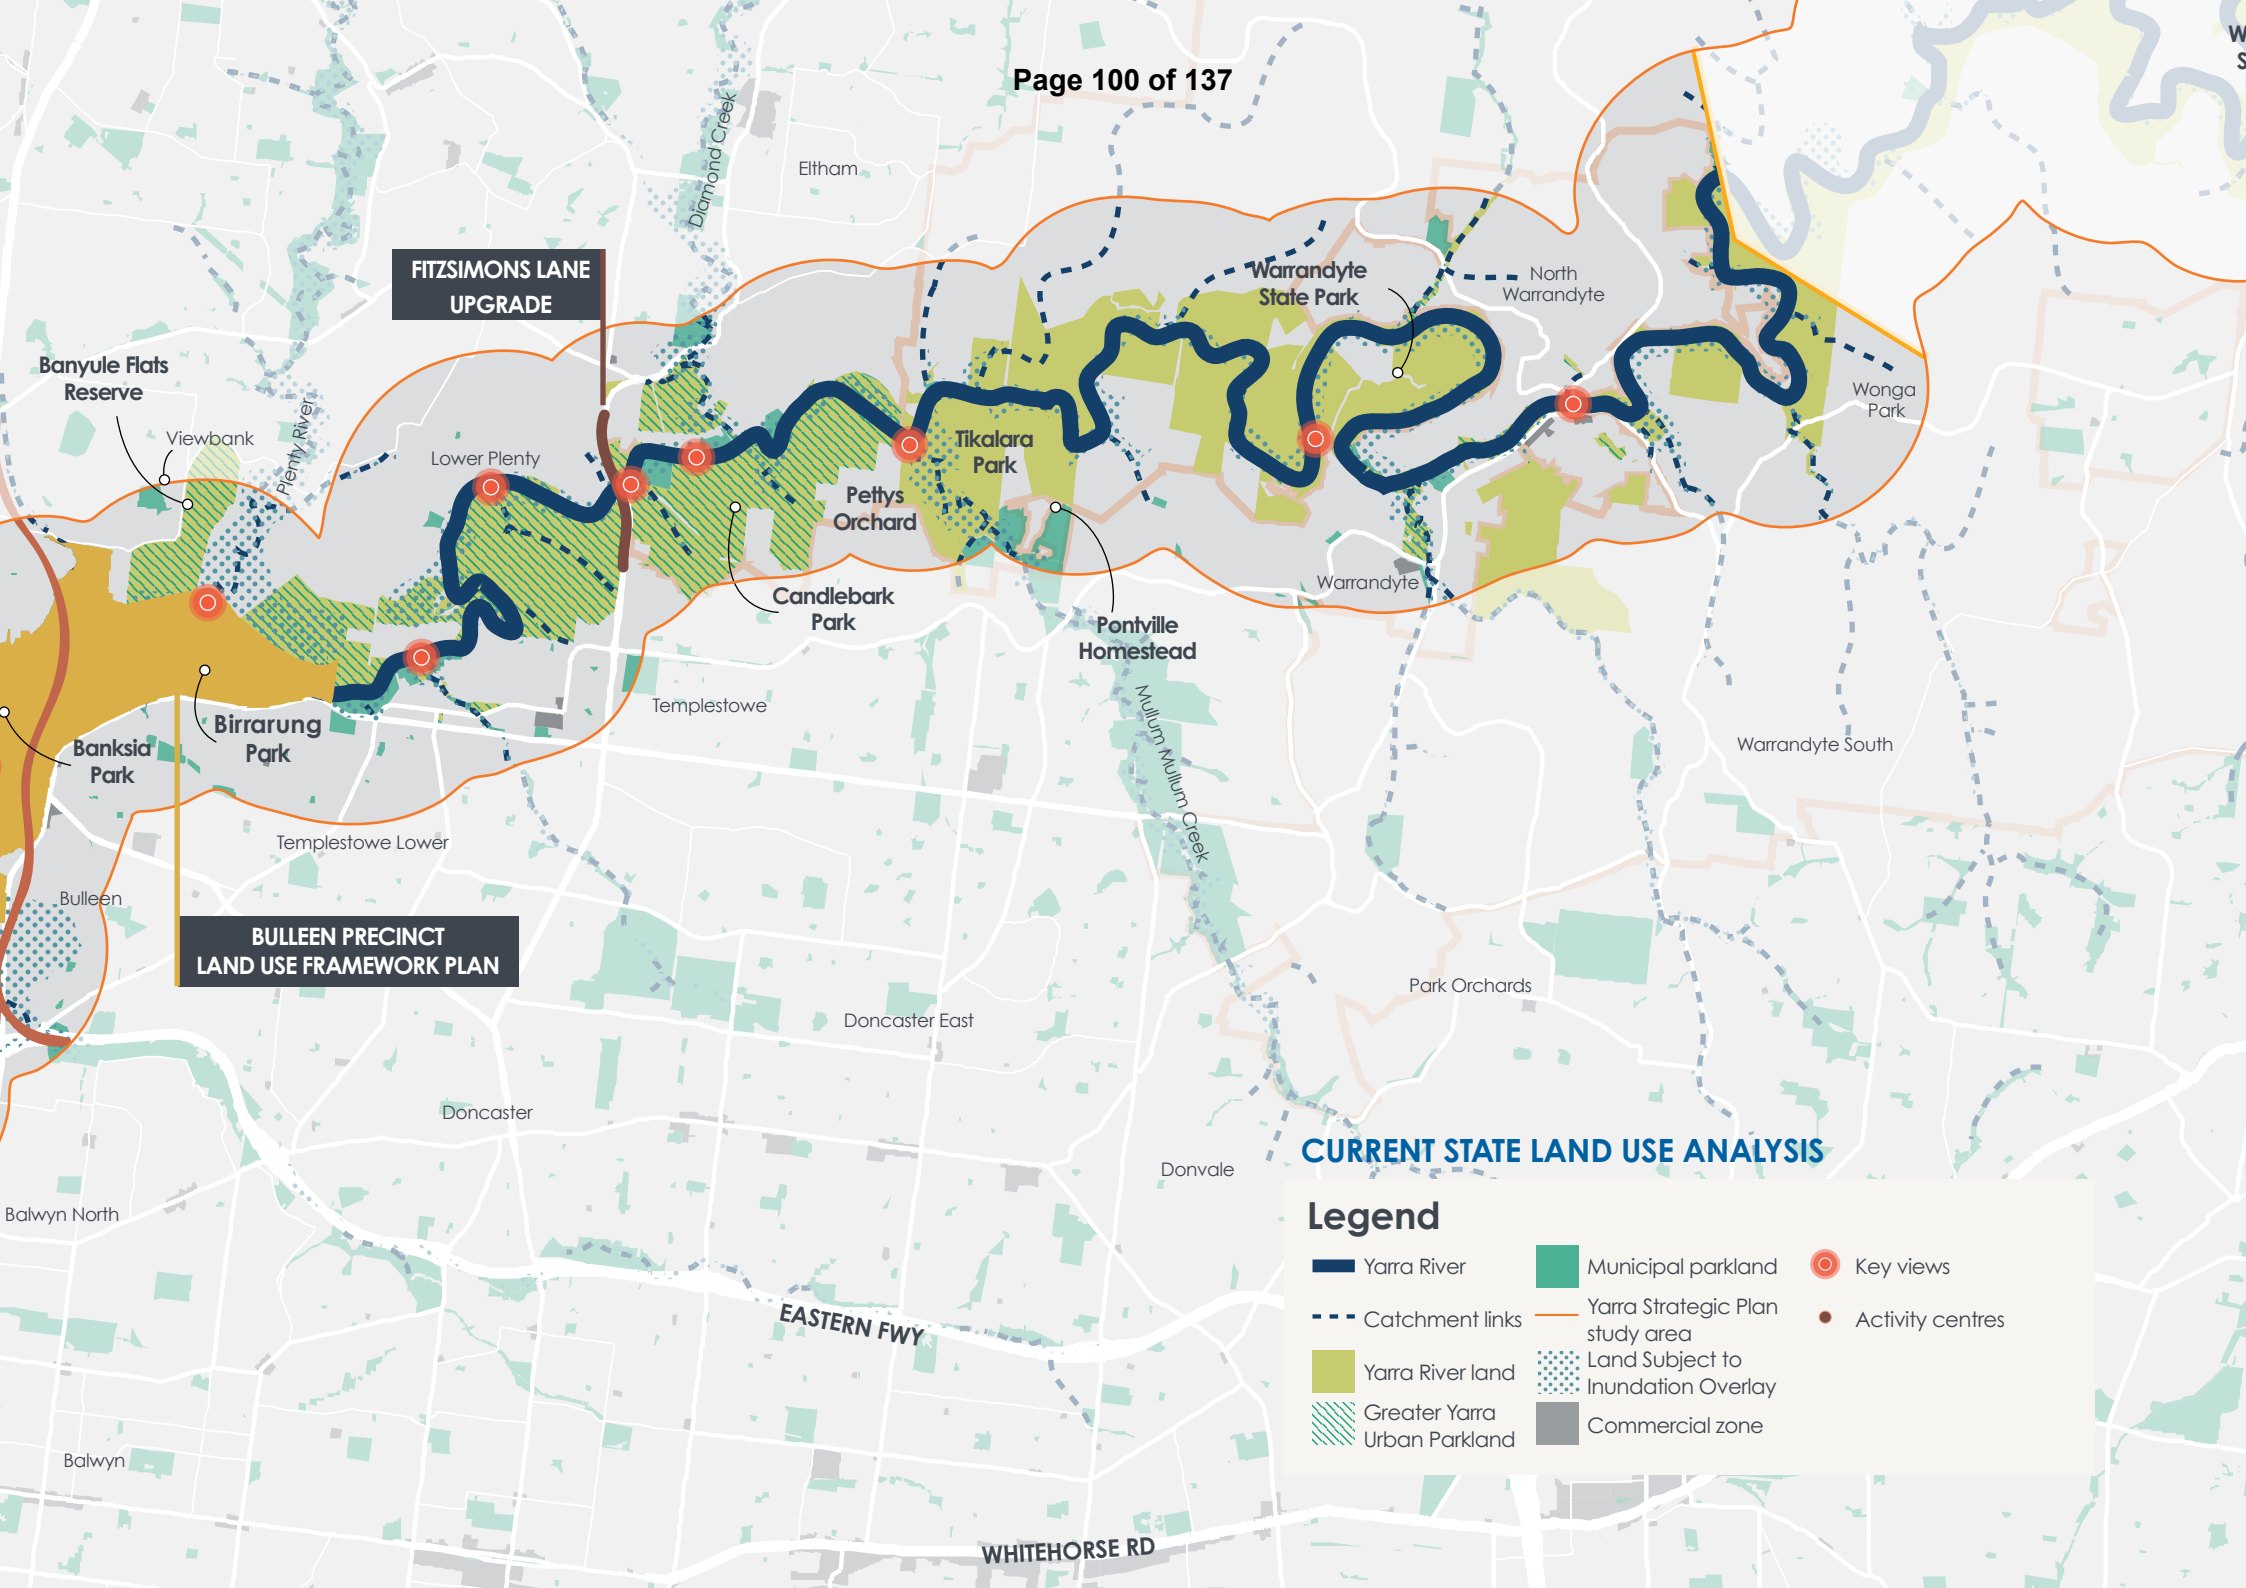 Page 100 of 137
W
S
Diamond Creek
Eltham
FITZSIMONS LANE
UPGRADE
Warrandyte
State Park
North
Warrandyte
Banyule Flats
Reserve
Viewbank
Plenty River
Lower Plenty
Wonga
Park
Tikalara
Park
Pettys
Orchard
Candlebark
Park
Warrandyte
Pontville
Homestead
Templestowe
Mullum Mullum Creek
Birrarung
Park
Banksia
Park
Warrandyte South
Templestowe Lower
Bulleen
BULLEEN PRECINCT
LAND USE FRAMEWORK PLAN
Park Orchards
Doncaster East
Doncaster
Donvale
Balwyn North
EASTERN FWY
Balwyn
WHITEHORSE RD
CURRENT STATE LAND USE ANALYSIS
Legend
Yarra River
Catchment links
Yarra River land
Greater Yarra
Urban Parkland
Municipal parkland
Yarra Strategic Plan
study area
Land Subject to
Inundation Overlay
Commercial zone
Key views
Activity centres